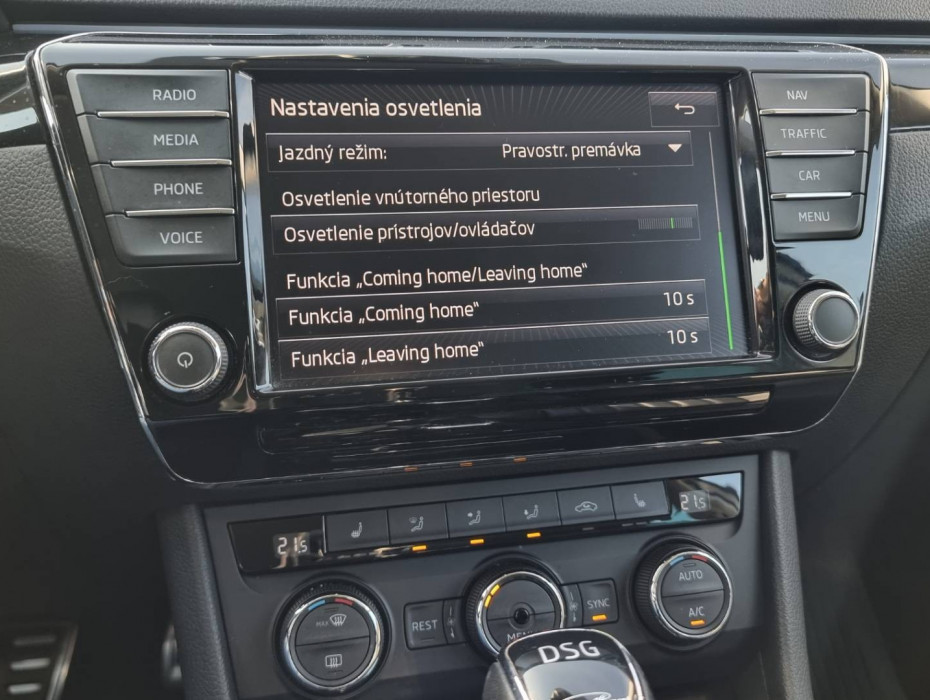 RADIO
MEDIA
PHONE
VOICE
Nastavenia osvetlenia
Jazdný režim: Pravostr. premávka
Osvetlenie vnútorného priestoru
Osvetlenie prístrojov/ovládačov
Funkcia „Coming home/Leaving home“
Funkcia „Coming home“ 10 s
Funkcia „Leaving home“ 10 s
NAV
TRAFFIC
CAR
MENU
21.5
21.5
MAX
REST
MENU
SYNC
AUTO
A/C
DSG